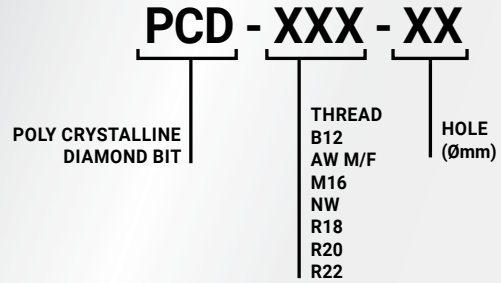 PCD - XXX - XX
POLY CRYSTALLINE
DIAMOND BIT
THREAD
B12
AW M/F
M16
NW
R18
R20
R22
HOLE
(Ømm)